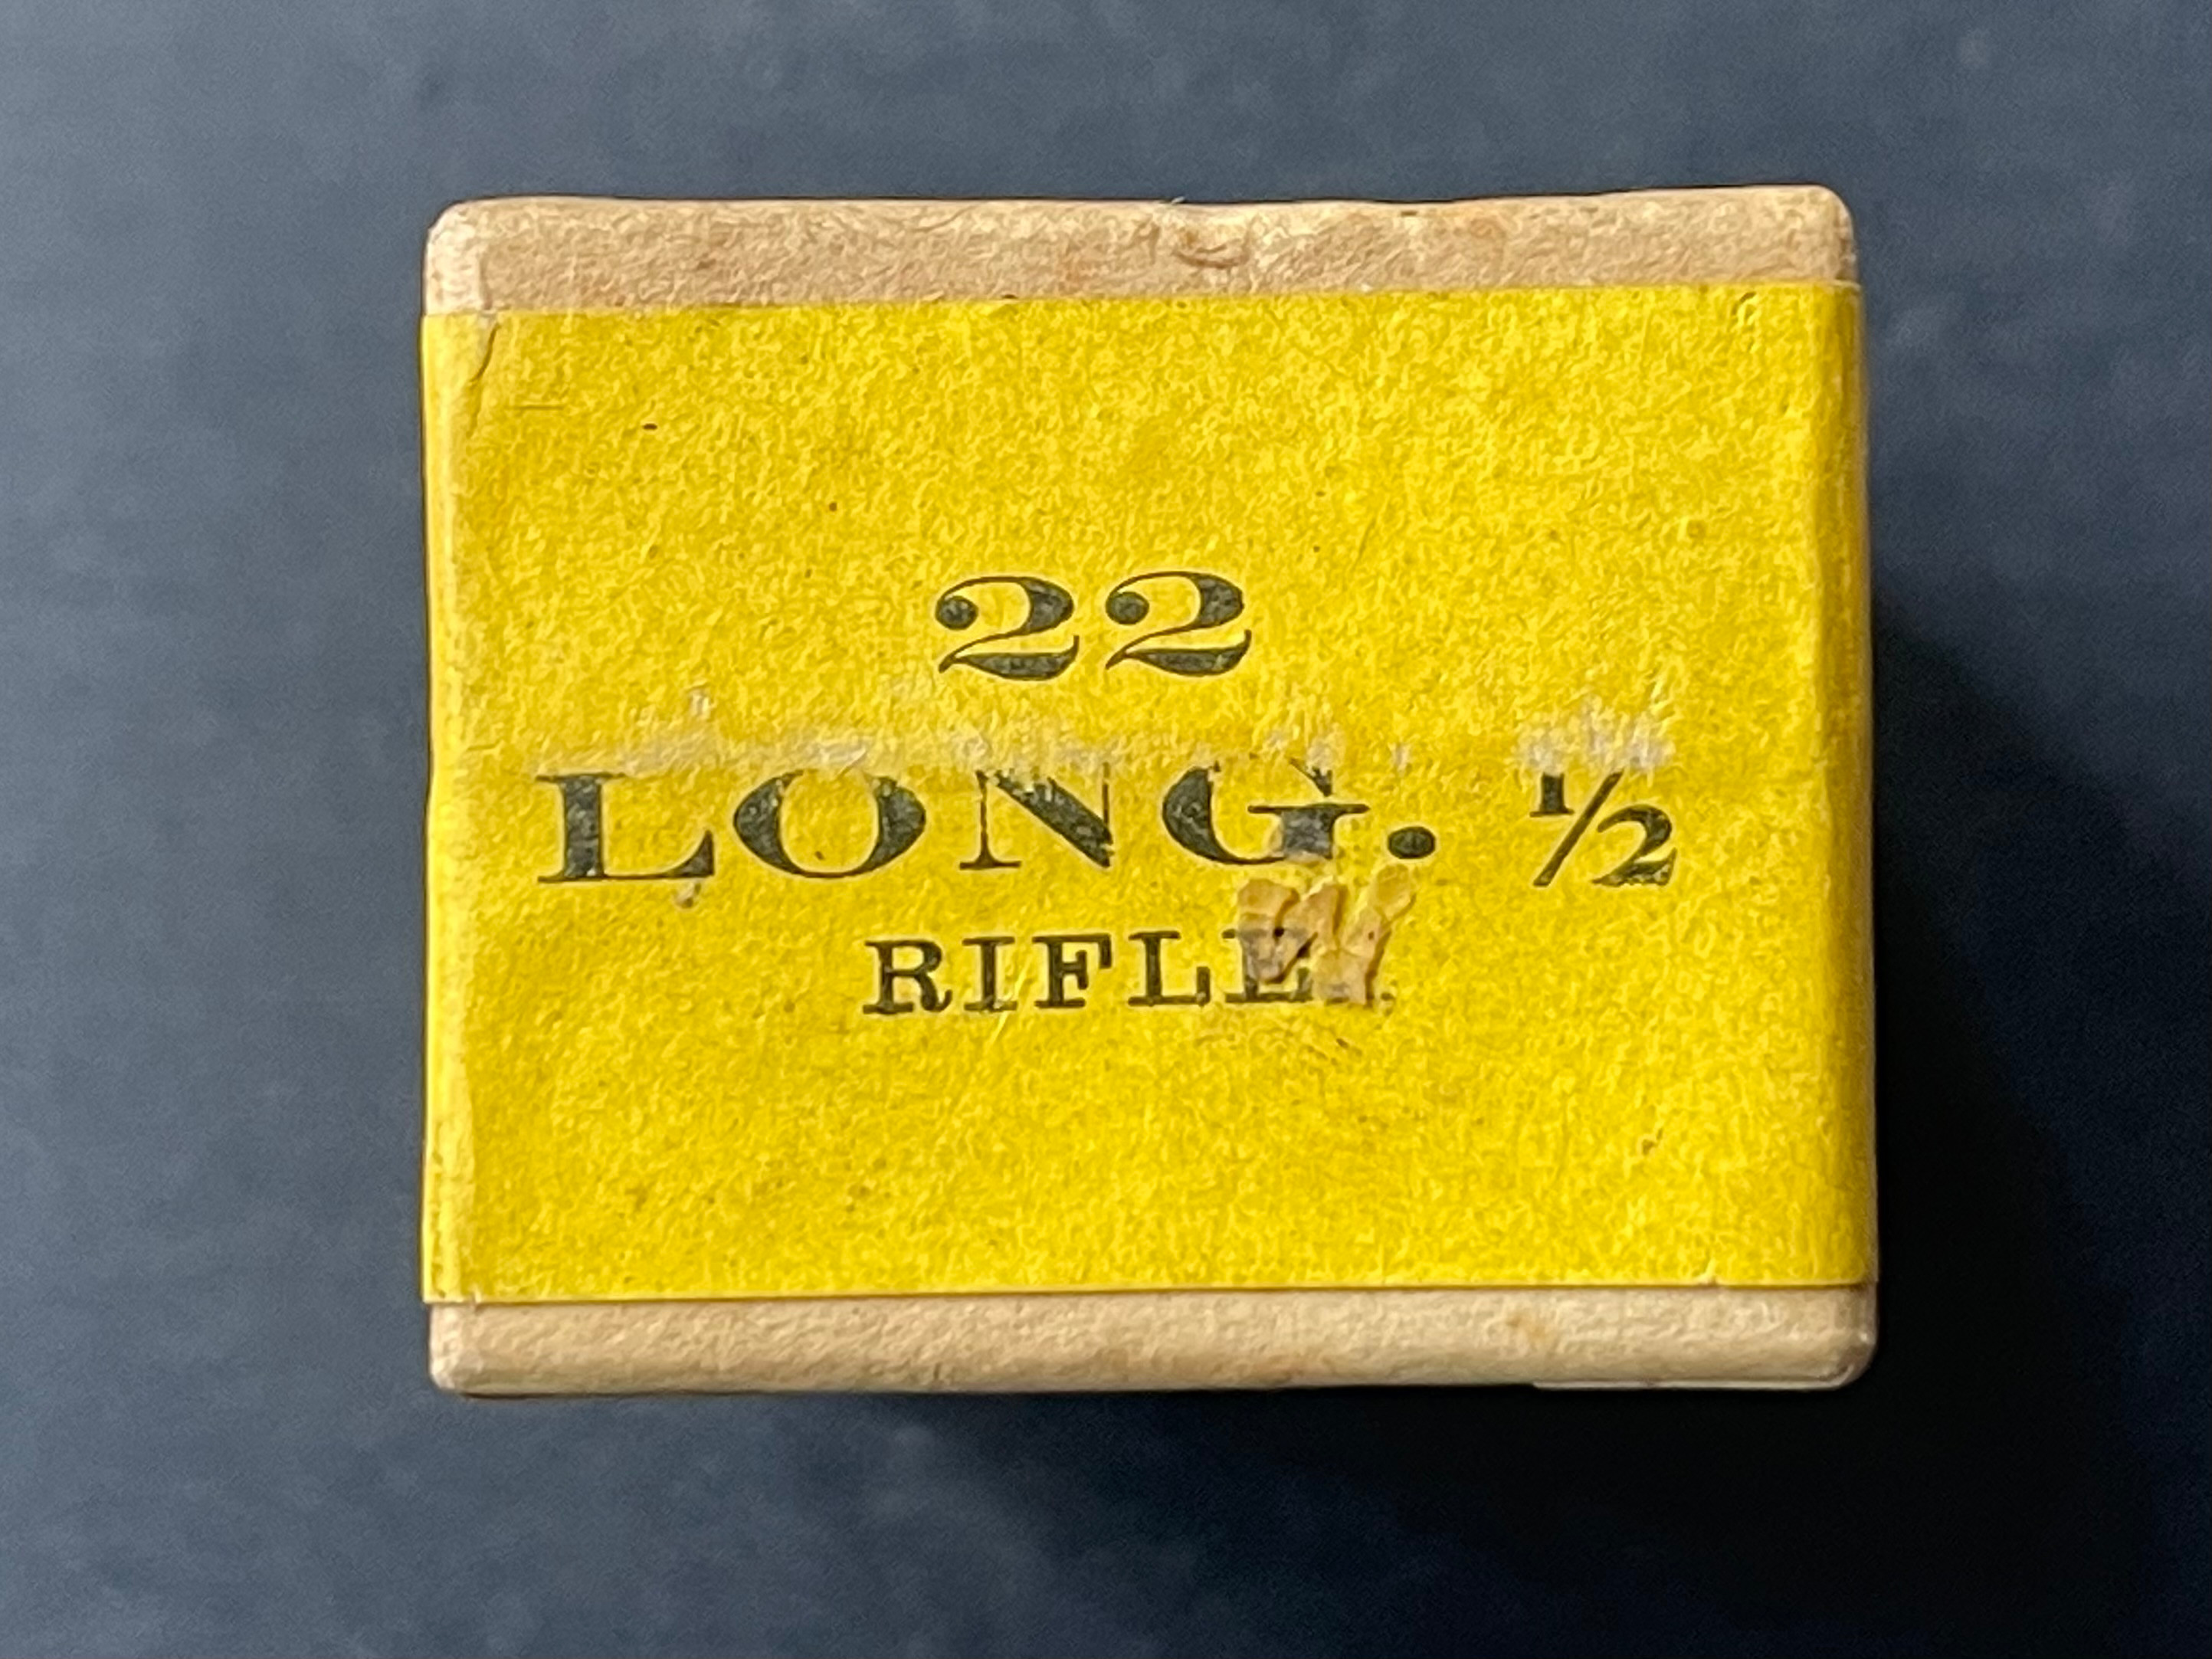 22
LONG. ½
RIFLE.